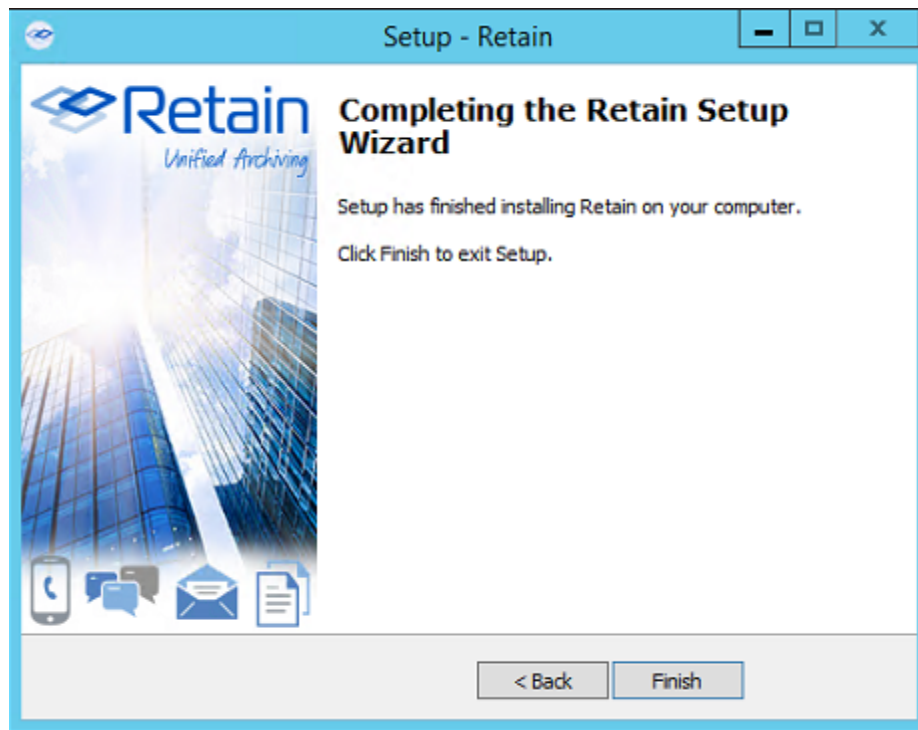 Setup - Retain
Retain
Unified Archiving
Completing the Retain Setup
Wizard
Setup has finished installing Retain on your computer.
Click Finish to exit Setup.
< Back
Finish